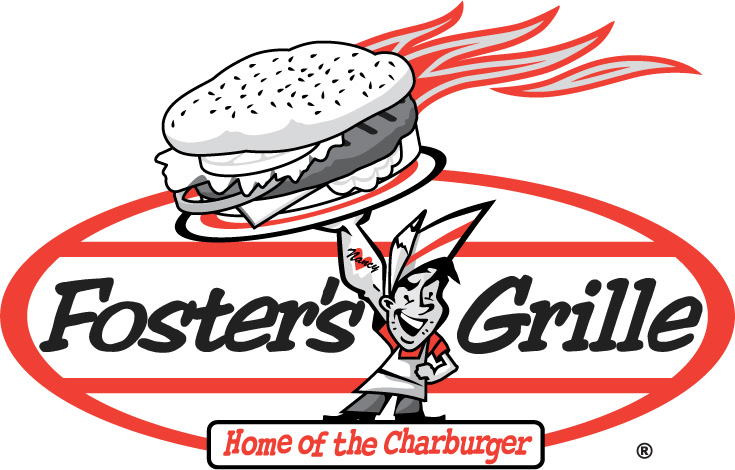 Nancy
Foster's Grille
Home of the Charburger
®